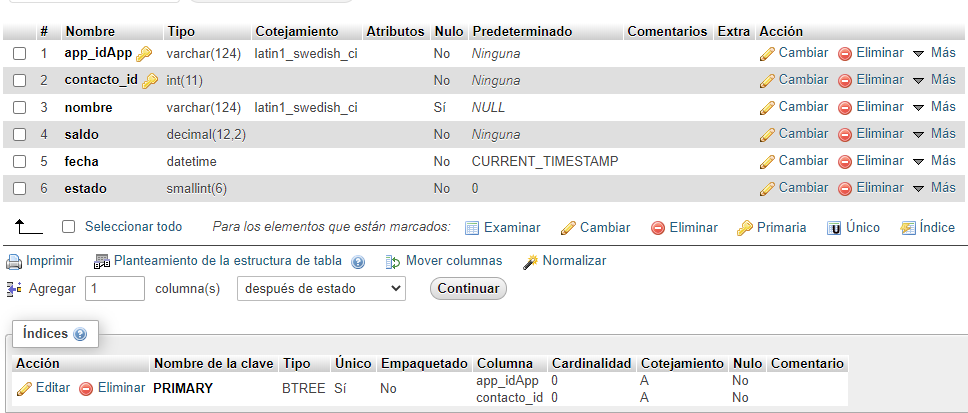 # Nombre Tipo Cotejamiento Atributos Nulo Predeterminado Comentarios Extra Acción
1 app_idApp varchar(124) latin1_swedish_ci No Ninguna Cambiar Eliminar Más
2 contacto_id int(11) No Ninguna Cambiar Eliminar Más
3 nombre varchar(124) latin1_swedish_ci Sí NULL Cambiar Eliminar Más
4 saldo decimal(12,2) No Ninguna Cambiar Eliminar Más
5 fecha datetime No CURRENT_TIMESTAMP Cambiar Eliminar Más
6 estado smallint(6) No 0 Cambiar Eliminar Más
Seleccionar todo Para los elementos que están marcados: Examinar Cambiar Eliminar Primaria Único Índice
Imprimir Planteamiento de la estructura de tabla Mover columnas Normalizar
Agregar 1 columna(s) después de estado Continuar
Índices
Acción Nombre de la clave Tipo Único Empaquetado Columna Cardinalidad Cotejamiento Nulo Comentario
Editar Eliminar PRIMARY BTREE Sí No app_idApp 0 A No
contacto_id 0 A No